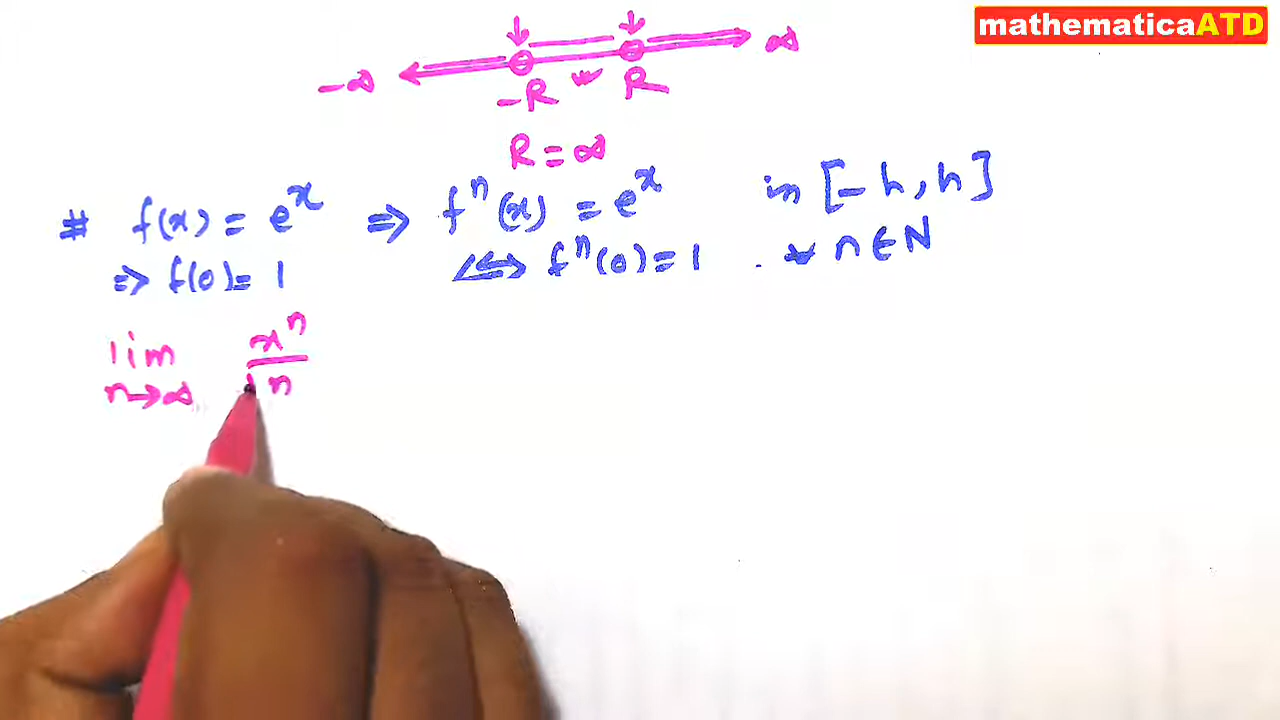 mathematicaATD
-∞ -R R ∞
R = ∞
# f(x) = e^x ⇒ f^n(x) = e^x in [-h, h]
⇒ f(0) = 1 ⇔ f^n(0) = 1 . ∀ n ∈ N
lim n→∞ x^n / n